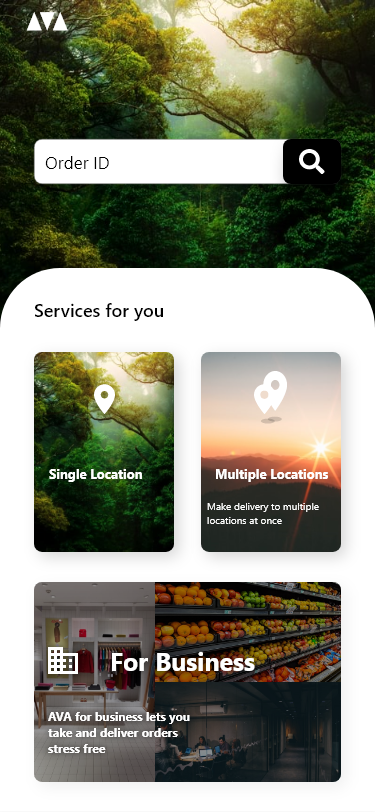 AVA
Order ID
Services for you
Single Location
Multiple Locations
Make delivery to multiple
locations at once
For Business
AVA for business lets you
take and deliver orders
stress free